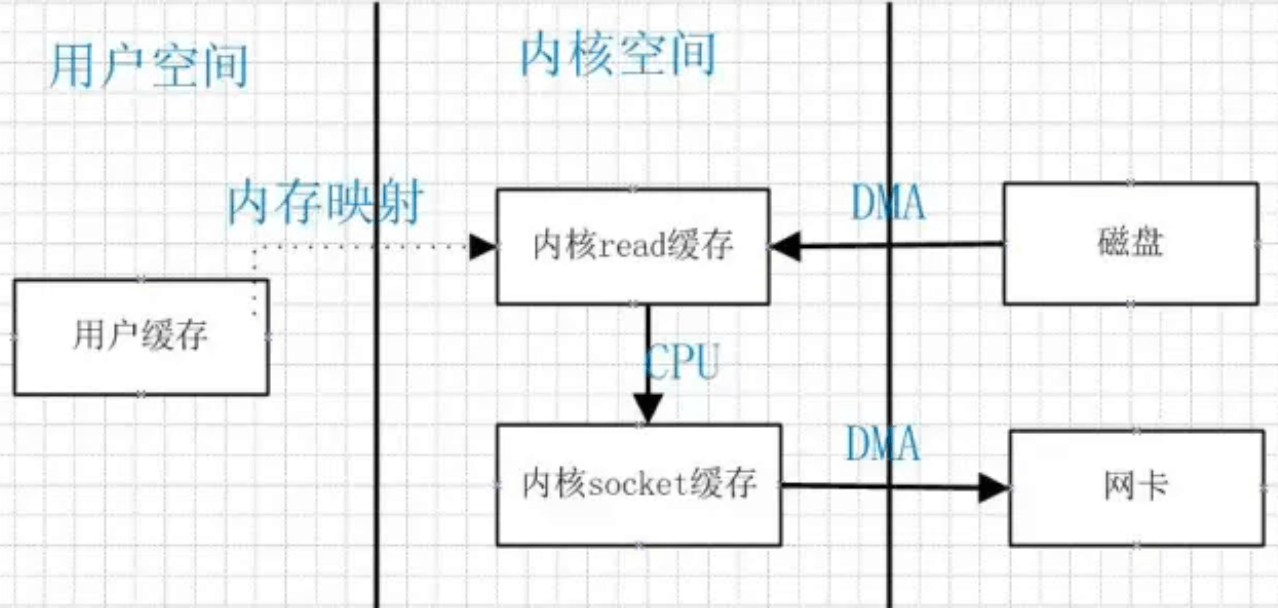 用户空间
内核空间
内存映射
DMA
内核read缓存
磁盘
用户缓存
CPU
DMA
内核socket缓存
网卡